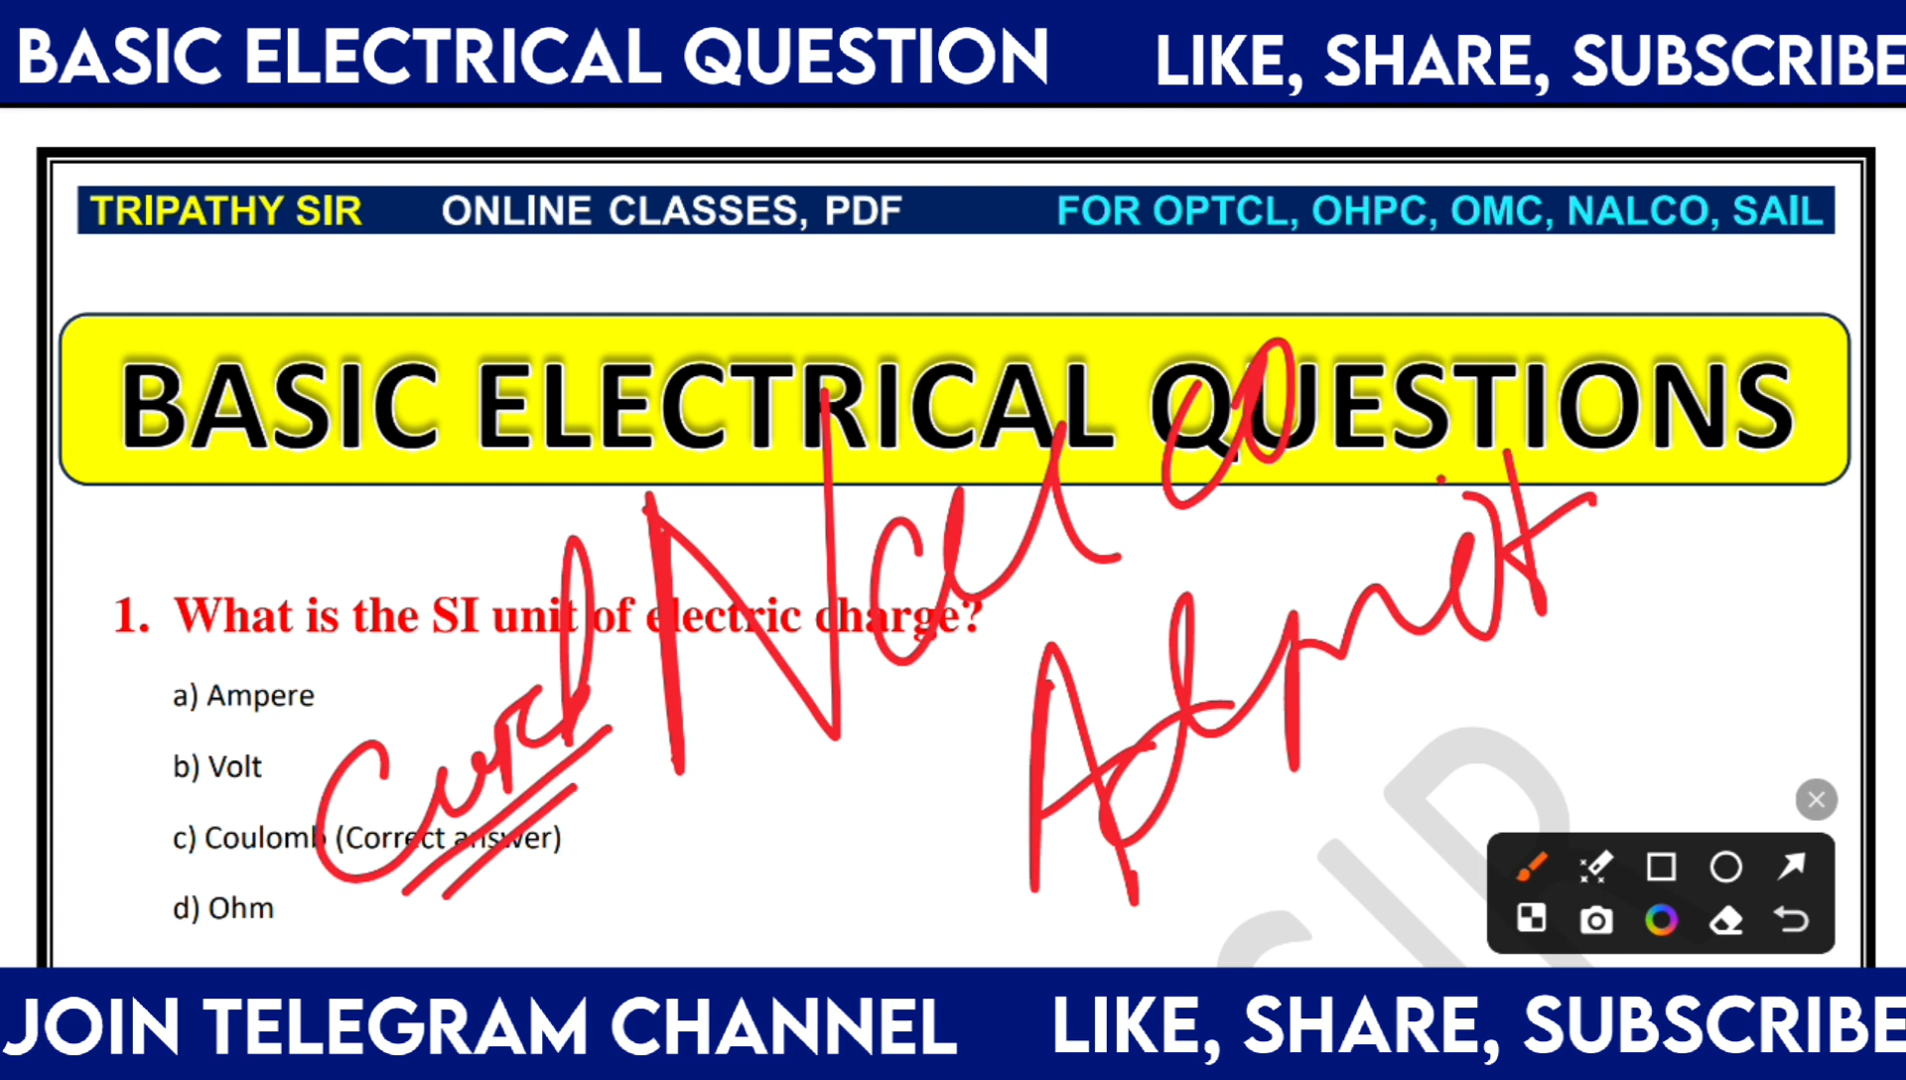 BASIC ELECTRICAL QUESTION LIKE, SHARE, SUBSCRIBE
TRIPATHY SIR ONLINE CLASSES, PDF FOR OPTCL, OHPC, OMC, NALCO, SAIL
BASIC ELECTRICAL QUESTIONS
Nalco
1. What is the SI unit of electric charge?
a) Ampere
b) Volt
c) Coulomb (Correct answer)
d) Ohm
SIR
JOIN TELEGRAM CHANNEL LIKE, SHARE, SUBSCRIBE